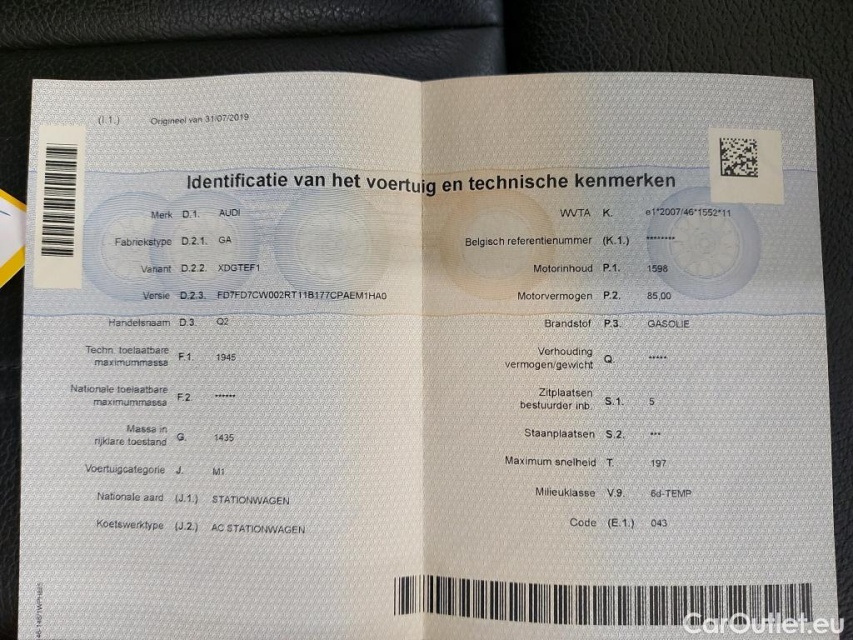 (I.1.) Origineel van 31/07/2019
Identificatie van het voertuig en technische kenmerken
Merk D.1. AUDI
Fabriekstype D.2.1. GA
Variant D.2.2. XDGTEF1
Versie D.2.3. FD7FD7CW002RT11B177CPAEM1HA0
Handelsnaam D.3. Q2
Techn. toelaatbare
maximummassa F.1. 1945
Nationale toelaatbare
maximummassa F.2. ******
Massa in
rijklare toestand G. 1435
Voertuigcategorie J. M1
Nationale aard (J.1.) STATIONWAGEN
Koetswerktype (J.2.) AC STATIONWAGEN
WVTA K. e1*2007/46*1552*11
Belgisch referentienummer (K.1.) ********
Motorinhoud P.1. 1598
Motorvermogen P.2. 85,00
Brandstof P.3. GASOLIE
Verhouding
vermogen/gewicht Q. *****
Zitplaatsen
bestuurder inb. S.1. 5
Staanplaatsen S.2. ***
Maximum snelheid T. 197
Milieuklasse V.9. 6d-TEMP
Code (E.1.) 043
CarOutlet.eu